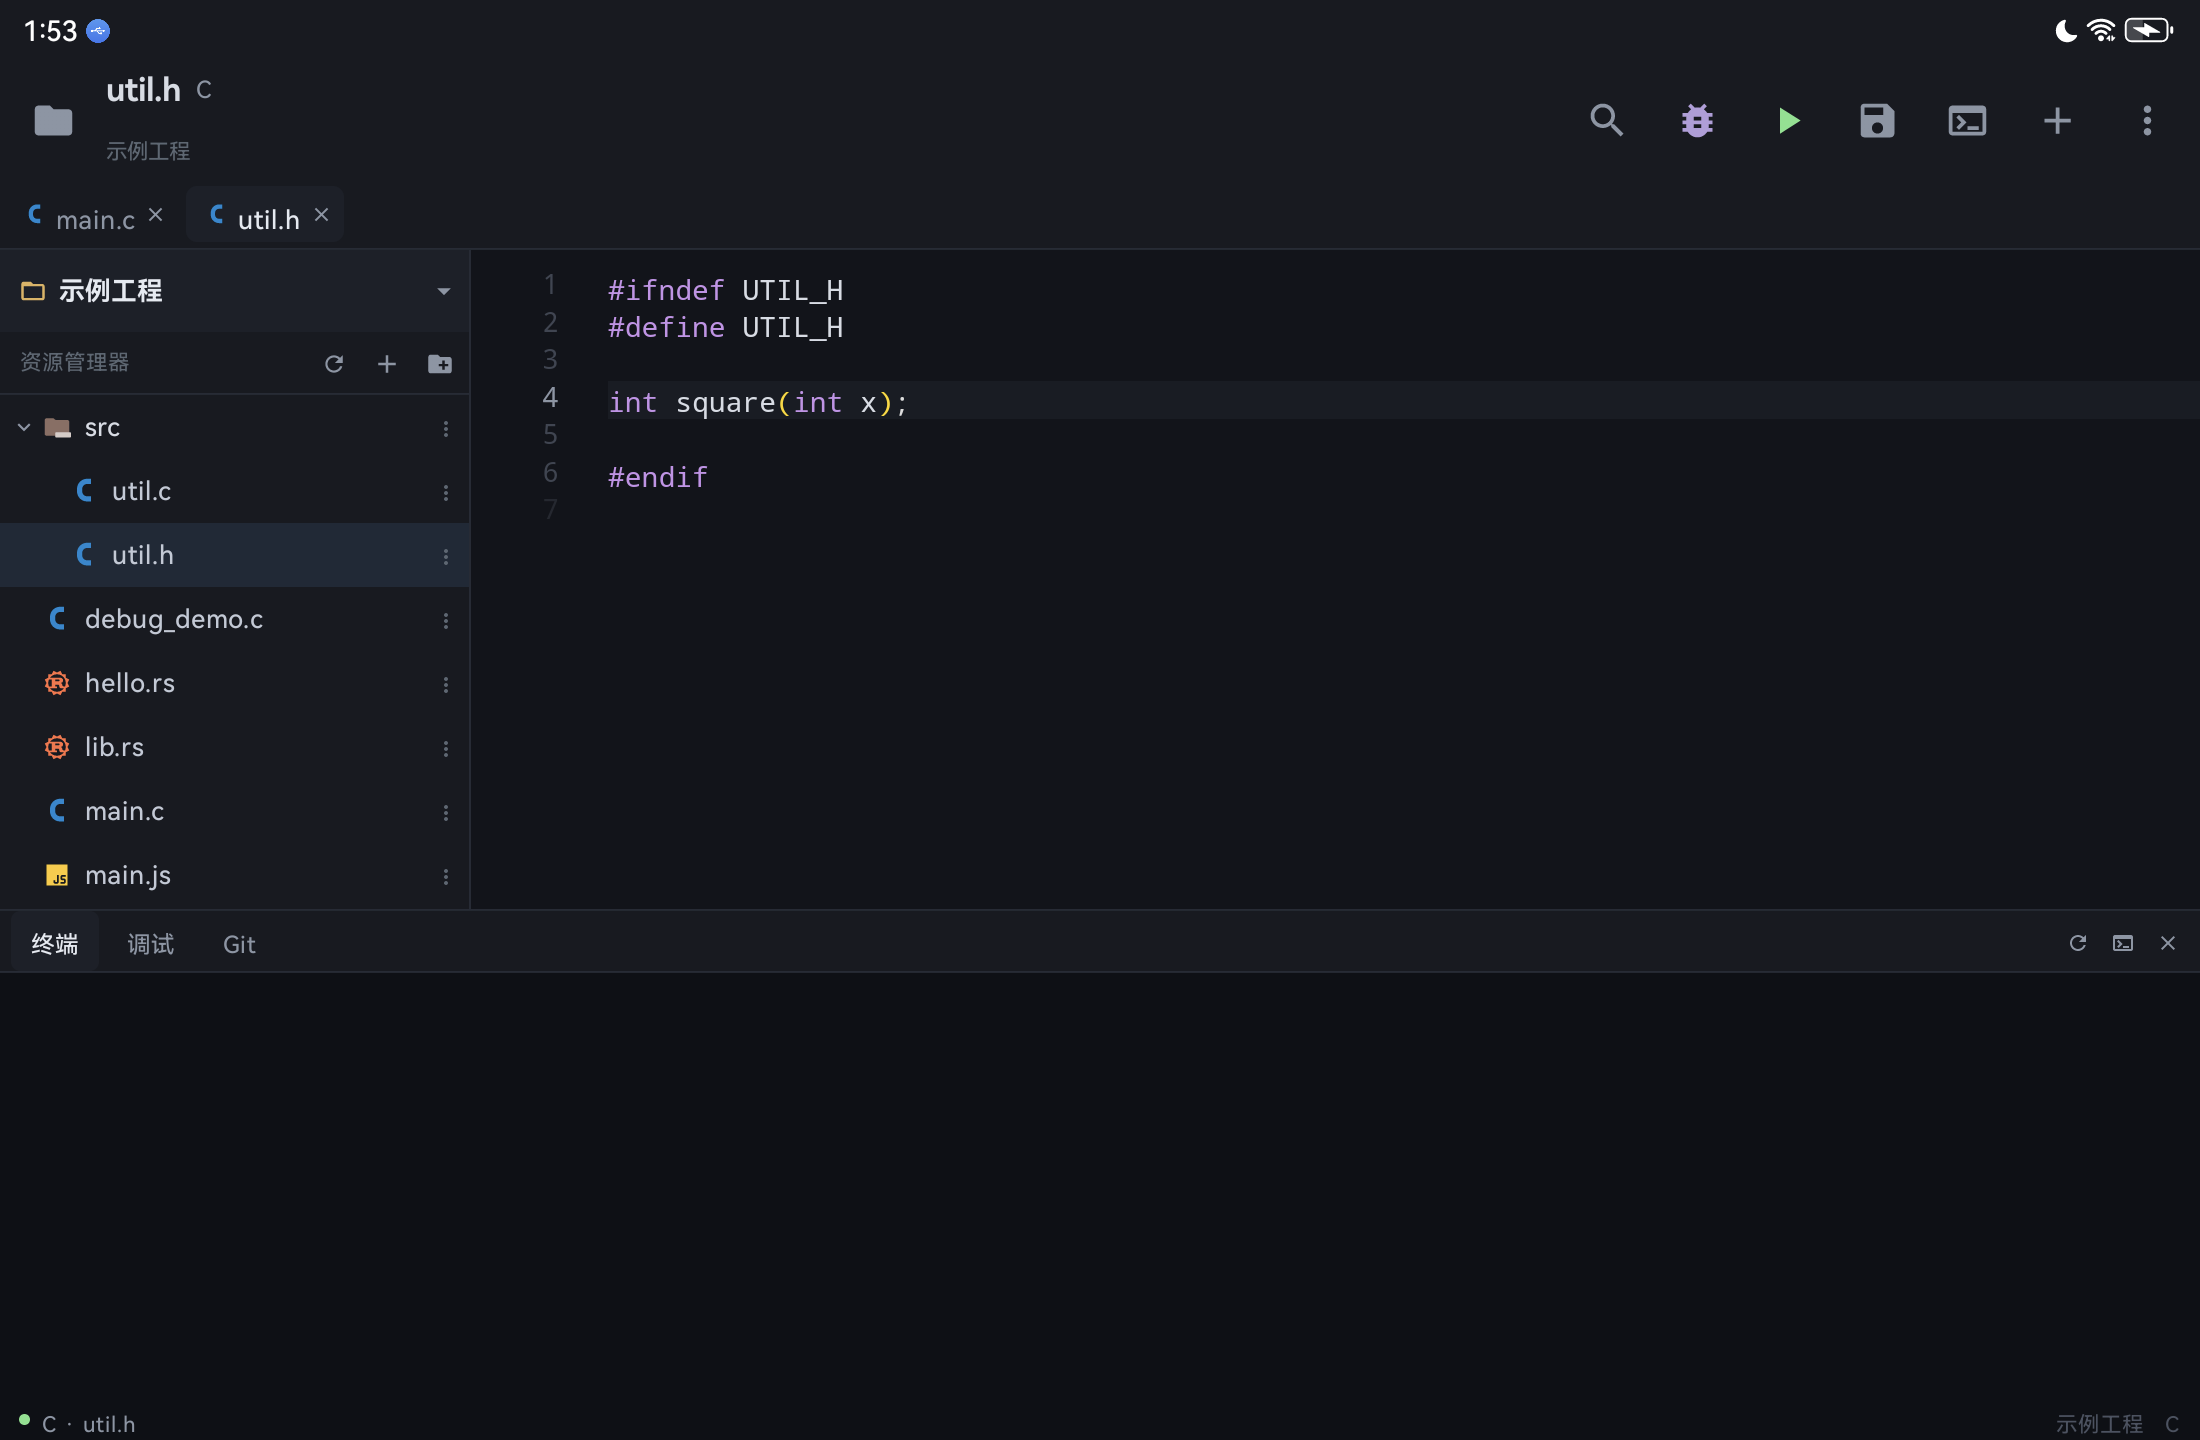 1:53
util.h C
示例工程
main.c
util.h
示例工程
资源管理器
src
util.c
util.h
debug_demo.c
hello.rs
lib.rs
main.c
JS main.js
1 #ifndef UTIL_H
2 #define UTIL_H
3
4 int square(int x);
5
6 #endif
7
终端 调试 Git
C · util.h
示例工程 C